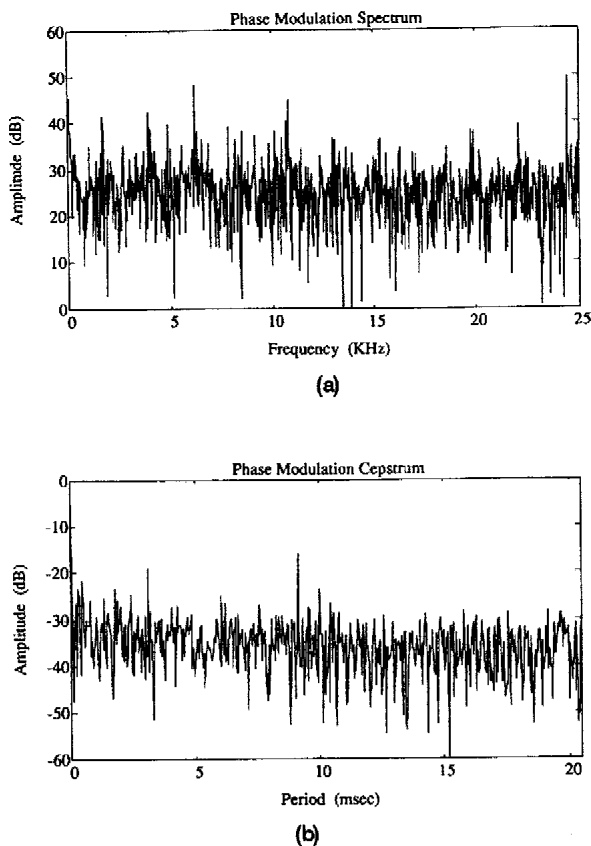 Phase Modulation Spectrum
60
50
40
30
20
10
0
Amplitude (dB)
0 5 10 15 20 25
Frequency (KHz)
(a)
Phase Modulation Cepstrum
0
-10
-20
-30
-40
-50
-60
Amplitude (dB)
0 5 10 15 20
Period (msec)
(b)